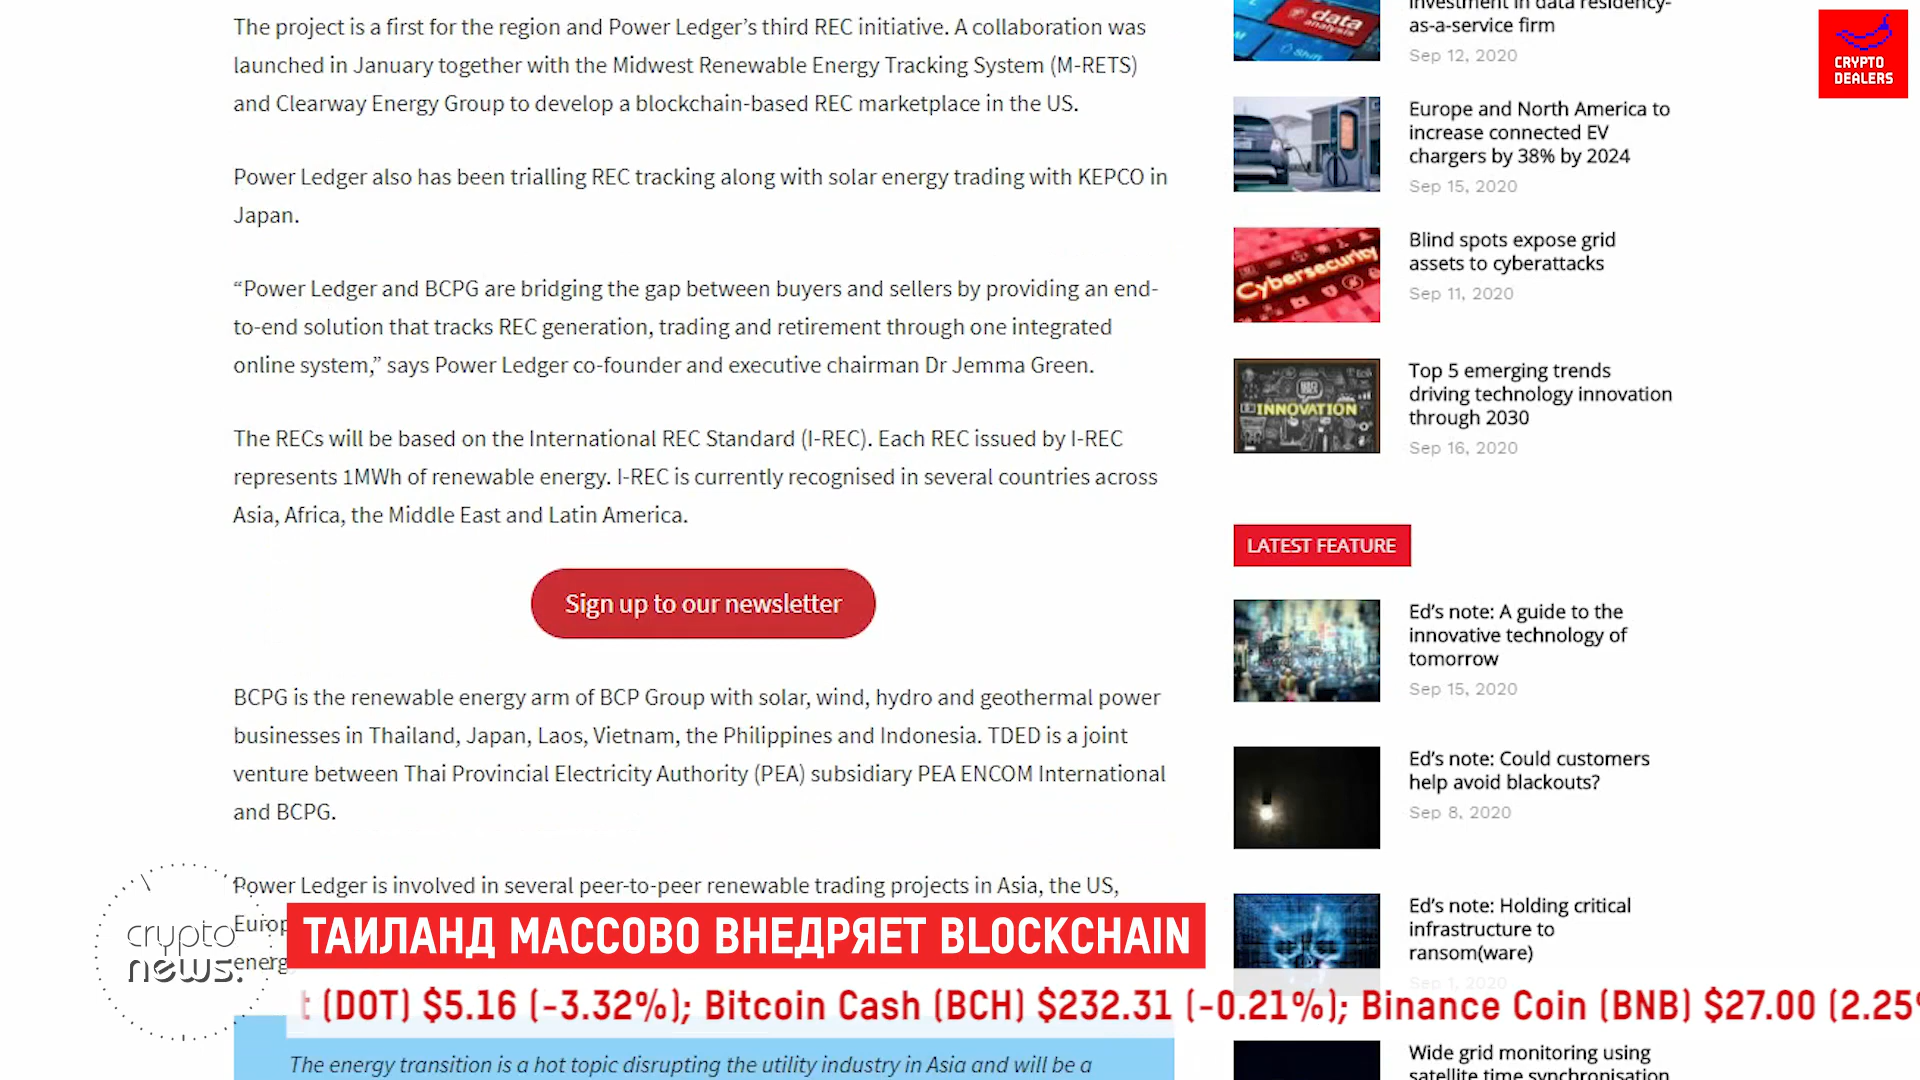 The project is a first for the region and Power Ledger’s third REC initiative. A collaboration was
launched in January together with the Midwest Renewable Energy Tracking System (M-RETS)
and Clearway Energy Group to develop a blockchain-based REC marketplace in the US.
Power Ledger also has been trialling REC tracking along with solar energy trading with KEPCO in
Japan.
“Power Ledger and BCPG are bridging the gap between buyers and sellers by providing an end-
to-end solution that tracks REC generation, trading and retirement through one integrated
online system,” says Power Ledger co-founder and executive chairman Dr Jemma Green.
The RECs will be based on the International REC Standard (I-REC). Each REC issued by I-REC
represents 1MWh of renewable energy. I-REC is currently recognised in several countries across
Asia, Africa, the Middle East and Latin America.
Sign up to our newsletter
BCPG is the renewable energy arm of BCP Group with solar, wind, hydro and geothermal power
businesses in Thailand, Japan, Laos, Vietnam, the Philippines and Indonesia. TDED is a joint
venture between Thai Provincial Electricity Authority (PEA) subsidiary PEA ENCOM International
and BCPG.
Power Ledger is involved in several peer-to-peer renewable trading projects in Asia, the US,
The energy transition is a hot topic disrupting the utility industry in Asia and will be a
investment in data residency-
as-a-service firm
Sep 12, 2020
data
analysis
Shift
Europe and North America to
increase connected EV
chargers by 38% by 2024
Sep 15, 2020
Cybersecurity
Blind spots expose grid
assets to cyberattacks
Sep 11, 2020
INNOVATION
Top 5 emerging trends
driving technology innovation
through 2030
Sep 16, 2020
LATEST FEATURE
Ed’s note: A guide to the
innovative technology of
tomorrow
Sep 15, 2020
Ed’s note: Could customers
help avoid blackouts?
Sep 8, 2020
Ed’s note: Holding critical
infrastructure to
ransom(ware)
Sep 1, 2020
Wide grid monitoring using
satellite time synchronisation
CRYPTO
DEALERS
crypto
news.
ТАИЛАНД МАССОВО ВНЕДРЯЕТ BLOCKCHAIN
t (DOT) $5.16 (-3.32%); Bitcoin Cash (BCH) $232.31 (-0.21%); Binance Coin (BNB) $27.00 (2.25%